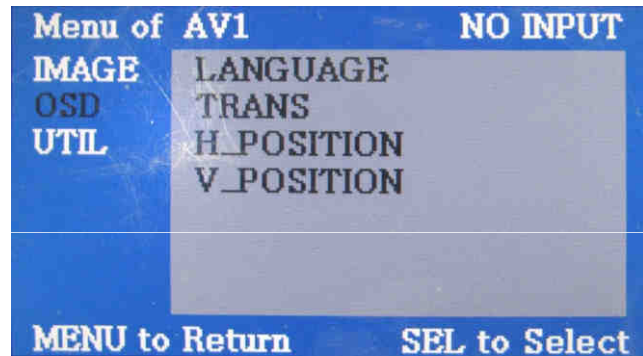 Menu of AV1 NO INPUT
IMAGE LANGUAGE
OSD TRANS
UTIL H_POSITION
V_POSITION
MENU to Return SEL to Select